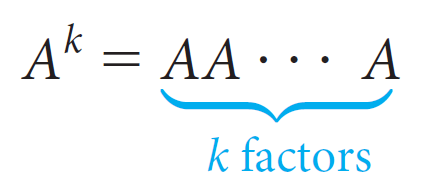 A^k = AA · · · A
k factors